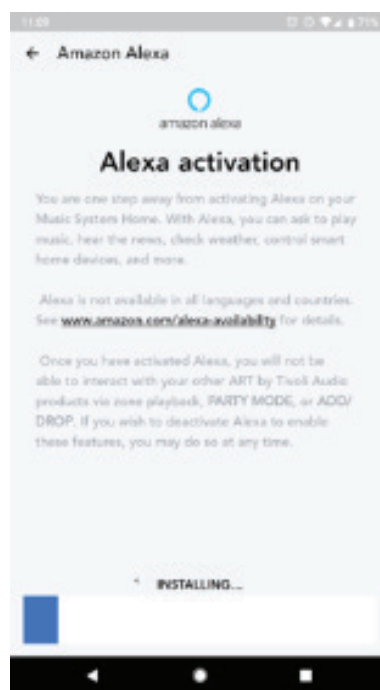 11:09
71%
Amazon Alexa
amazon alexa
Alexa activation
You are one step away from activating Alexa on your
Music System Home. With Alexa, you can ask to play
music, hear the news, check weather, control smart
home devices, and more.
Alexa is not available in all languages and countries.
See www.amazon.com/alexa-availability for details.
Once you have activated Alexa, you will not be
able to interact with your other ART by Tivoli Audio
products via zone playback, PARTY MODE, or ADD/
DROP. If you wish to deactivate Alexa to enable
these features, you may do so at any time.
INSTALLING...